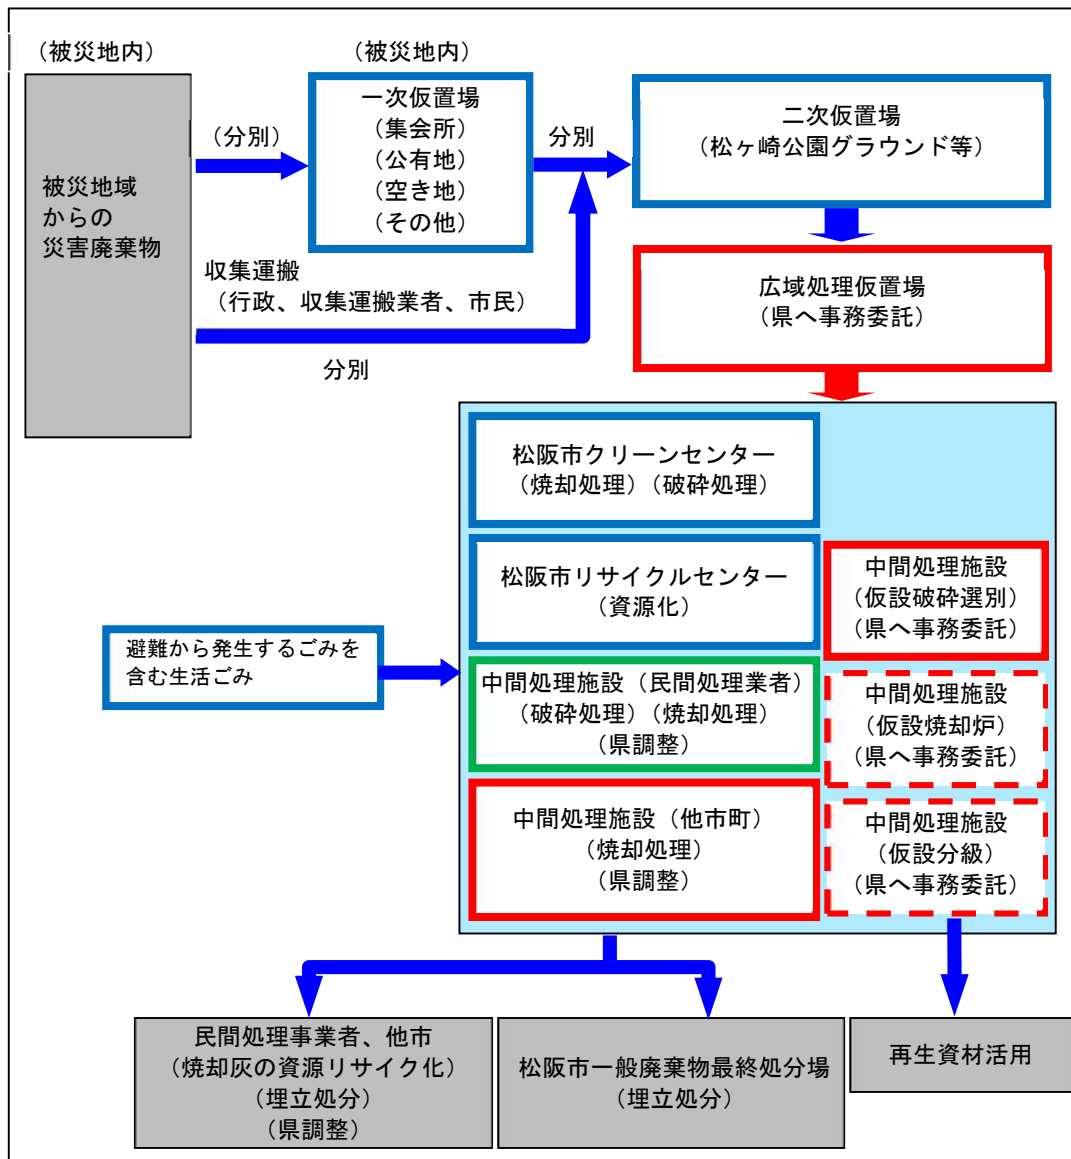 （被災地内）
被災地域
からの
災害廃棄物
（分別）
（被災地内）
一次仮置場
（集会所）
（公有地）
（空き地）
（その他）
分別
二次仮置場
（松ヶ崎公園グラウンド等）
収集運搬
（行政、収集運搬業者、市民）
分別
広域処理仮置場
（県へ事務委託）
松阪市クリーンセンター
（焼却処理）（破砕処理）
松阪市リサイクルセンター
（資源化）
中間処理施設
（仮設破砕選別）
（県へ事務委託）
避難から発生するごみを
含む生活ごみ
中間処理施設（民間処理業者）
（破砕処理）（焼却処理）
（県調整）
中間処理施設
（仮設焼却炉）
（県へ事務委託）
中間処理施設（他市町）
（焼却処理）
（県調整）
中間処理施設
（仮設分級）
（県へ事務委託）
民間処理事業者、他市
（焼却灰の資源リサイク化）
（埋立処分）
（県調整）
松阪市一般廃棄物最終処分場
（埋立処分）
再生資材活用